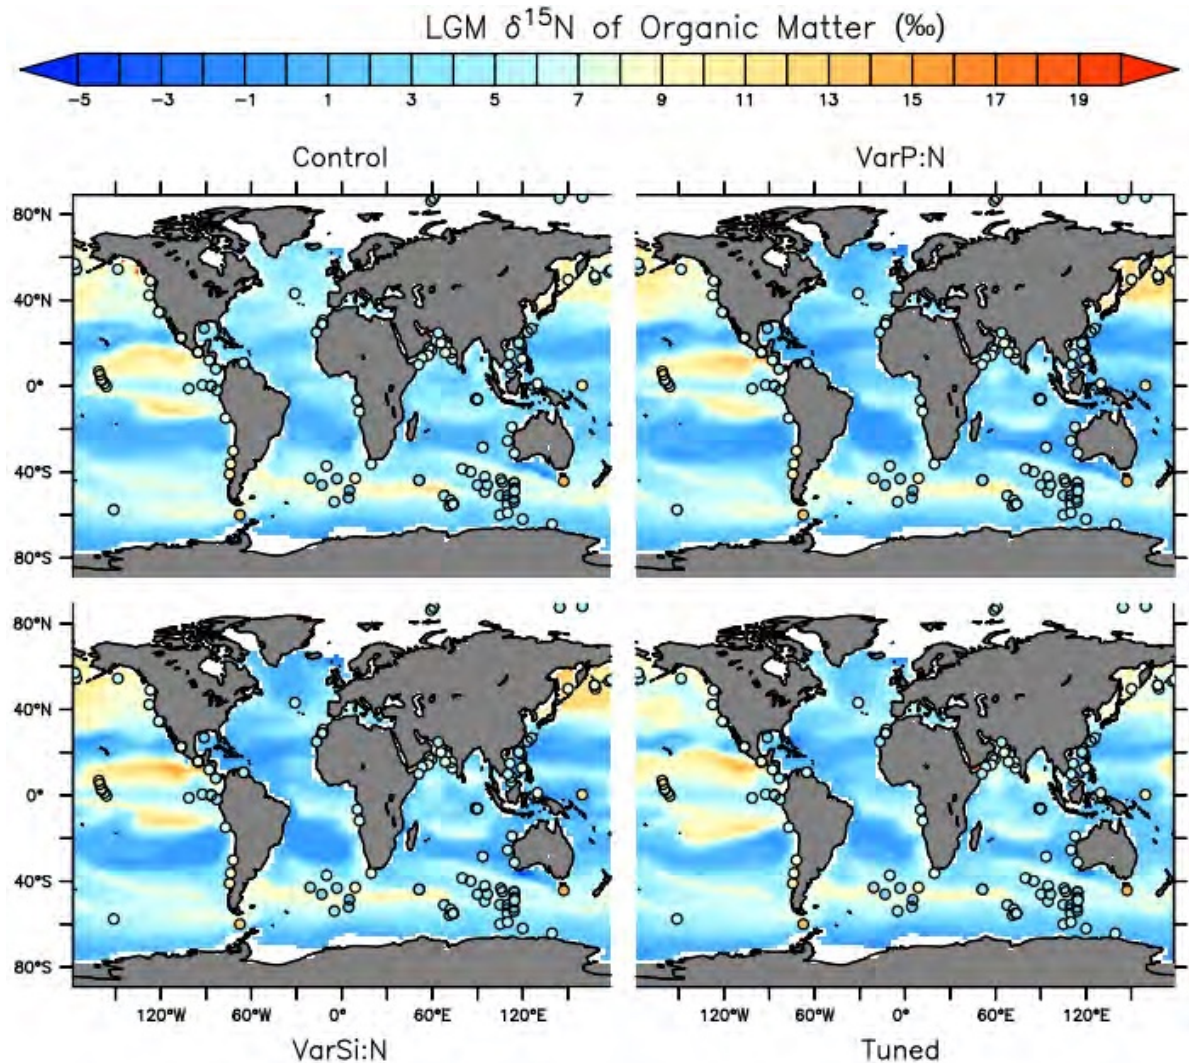 LGM δ¹⁵N of Organic Matter (‰)
−5 −3 −1 1 3 5 7 9 11 13 15 17 19
Control VarP:N
80°N
40°N
0°
40°S
80°S
80°N
40°N
0°
40°S
80°S
120°W 60°W 0° 60°E 120°E 120°W 60°W 0° 60°E 120°E
VarSi:N Tuned